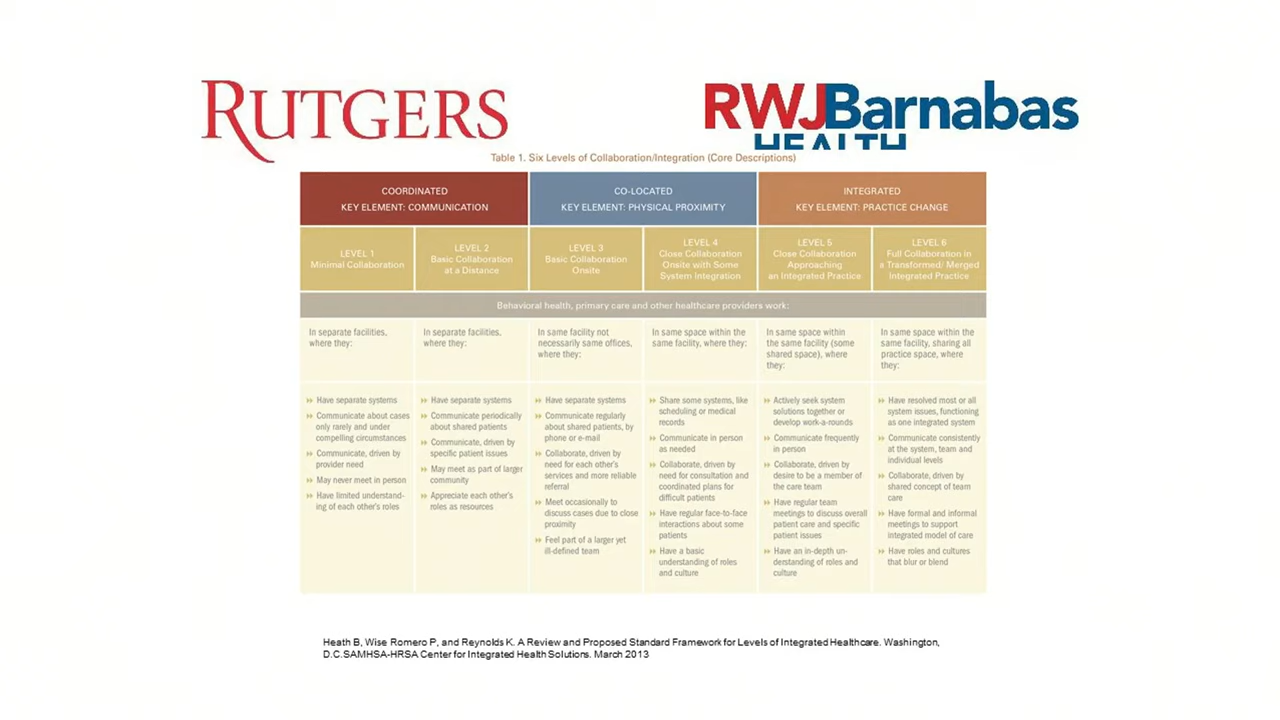 RUTGERS
RWJBarnabas
HEALTH
Table 1. Six Levels of Collaboration/Integration (Core Descriptions)
COORDINATED
KEY ELEMENT: COMMUNICATION
CO-LOCATED
KEY ELEMENT: PHYSICAL PROXIMITY
INTEGRATED
KEY ELEMENT: PRACTICE CHANGE
LEVEL 1
Minimal Collaboration
LEVEL 2
Basic Collaboration
at a Distance
LEVEL 3
Basic Collaboration
Onsite
LEVEL 4
Close Collaboration
Onsite with Some
System Integration
LEVEL 5
Close Collaboration
Approaching
an Integrated Practice
LEVEL 6
Full Collaboration in
a Transformed/ Merged
Integrated Practice
Behavioral health, primary care and other healthcare providers work:
In separate facilities,
where they:
In separate facilities,
where they:
In same facility not
necessarily same offices,
where they:
In same space within the
same facility, where they:
In same space within
the same facility (some
shared space), where
they:
In same space within the
same facility, sharing all
practice space, where
they:
Have separate systems
Communicate about cases
only rarely and under
compelling circumstances
Communicate, driven by
provider need
May never meet in person
Have limited understand-
ing of each other's roles
Have separate systems
Communicate periodically
about shared patients
Communicate, driven by
specific patient issues
May meet as part of larger
community
Appreciate each other's
roles as resources
Have separate systems
Communicate regularly
about shared patients, by
phone or e-mail
Collaborate, driven by
need for each other's
services and more reliable
referral
Meet occasionally to
discuss cases due to close
proximity
Feel part of a larger yet
ill-defined team
Share some systems, like
scheduling or medical
records
Communicate in person
as needed
Collaborate, driven by
need for consultation and
coordinated plans for
difficult patients
Have regular face-to-face
interactions about some
patients
Have a basic
understanding of roles
and culture
Actively seek system
solutions together or
develop work-a-rounds
Communicate frequently
in person
Collaborate, driven by
desire to be a member of
the care team
Have regular team
meetings to discuss overall
patient care and specific
patient issues
Have an in-depth un-
derstanding of roles and
culture
Have resolved most or all
system issues, functioning
as one integrated system
Communicate consistently
at the system, team and
individual levels
Collaborate, driven by
shared concept of team
care
Have formal and informal
meetings to support
integrated model of care
Have roles and cultures
that blur or blend
Heath B, Wise Romero P, and Reynolds K. A Review and Proposed Standard Framework for Levels of Integrated Healthcare. Washington,
D.C.SAMHSA-HRSA Center for Integrated Health Solutions. March 2013